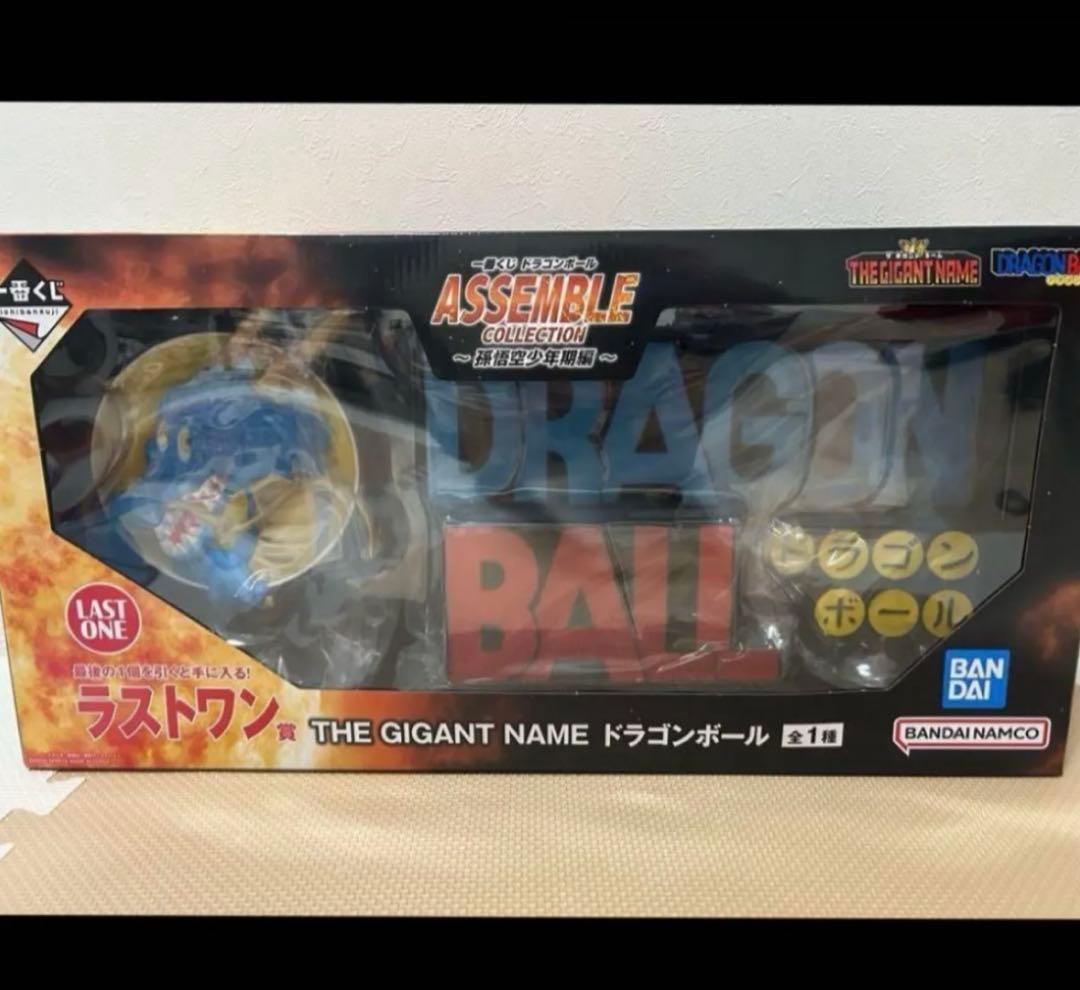 一番くじ
ichibankuji
一番くじ ドラゴンボール
ASSEMBLE
COLLECTION
～孫悟空少年期編～
THE GIGANT NAME
DRAGON BA
DRAGON
BALL
ドラゴン
ボール
LAST
ONE
最後の1個を引くと手に入る!
ラストワン賞
THE GIGANT NAME ドラゴンボール 全1種
BAN
DAI
BANDAI NAMCO